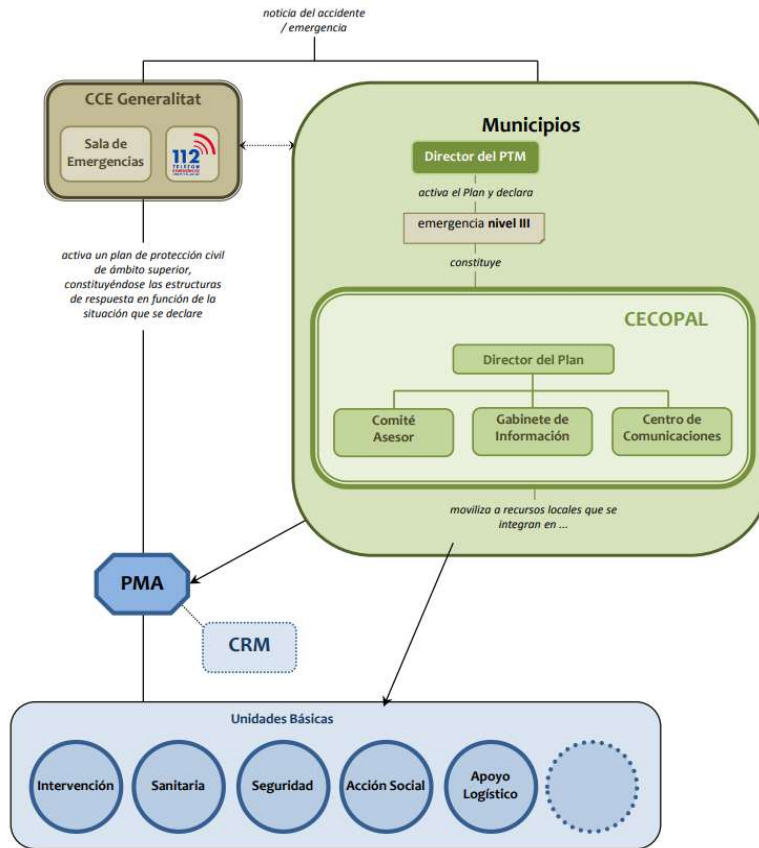 noticia del accidente
/ emergencia
CCE Generalitat
Sala de
Emergencias
112
Municipios
Director del PTM
activa el Plan y declara
emergencia nivel III
constituye
activa un plan de protección civil
de ámbito superior,
constituyéndose las estructuras
de respuesta en función de la
situación que se declare
CECOPAL
Director del Plan
Comité
Asesor
Gabinete de
Información
Centro de
Comunicaciones
moviliza a recursos locales que se
integran en ...
PMA
CRM
Unidades Básicas
Intervención
Sanitaria
Seguridad
Acción Social
Apoyo
Logístico